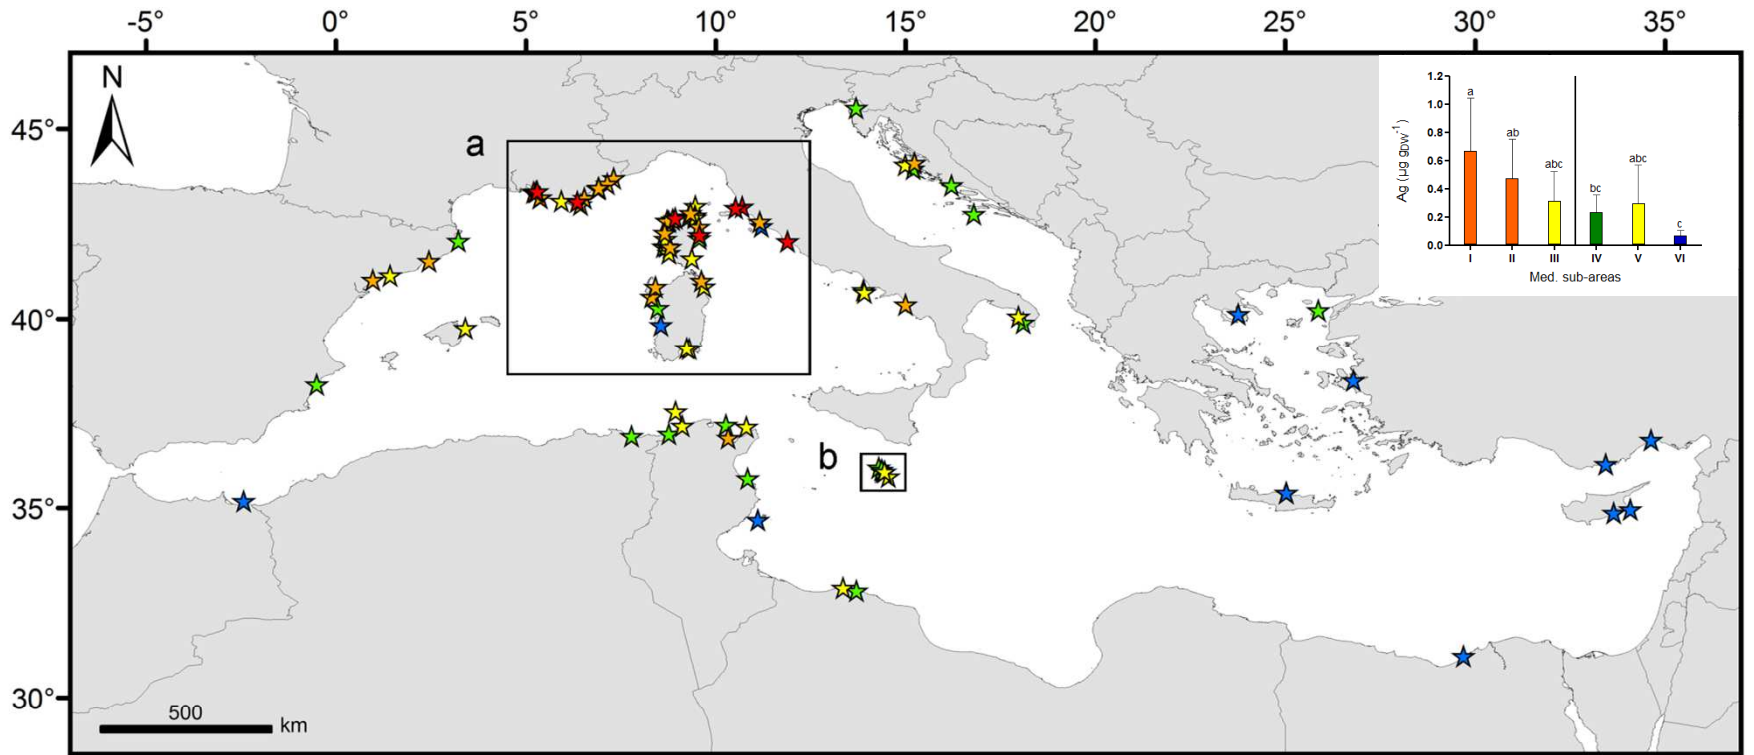 -5° 0° 5° 10° 15° 20° 25° 30° 35°
N
45°
40°
35°
30°
a
b
500 km
1.2
1.0
0.8
0.6
0.4
0.2
0.0
Ag (µg gDW-1)
a ab abc bc abc c
I II III IV V VI
Med. sub-areas